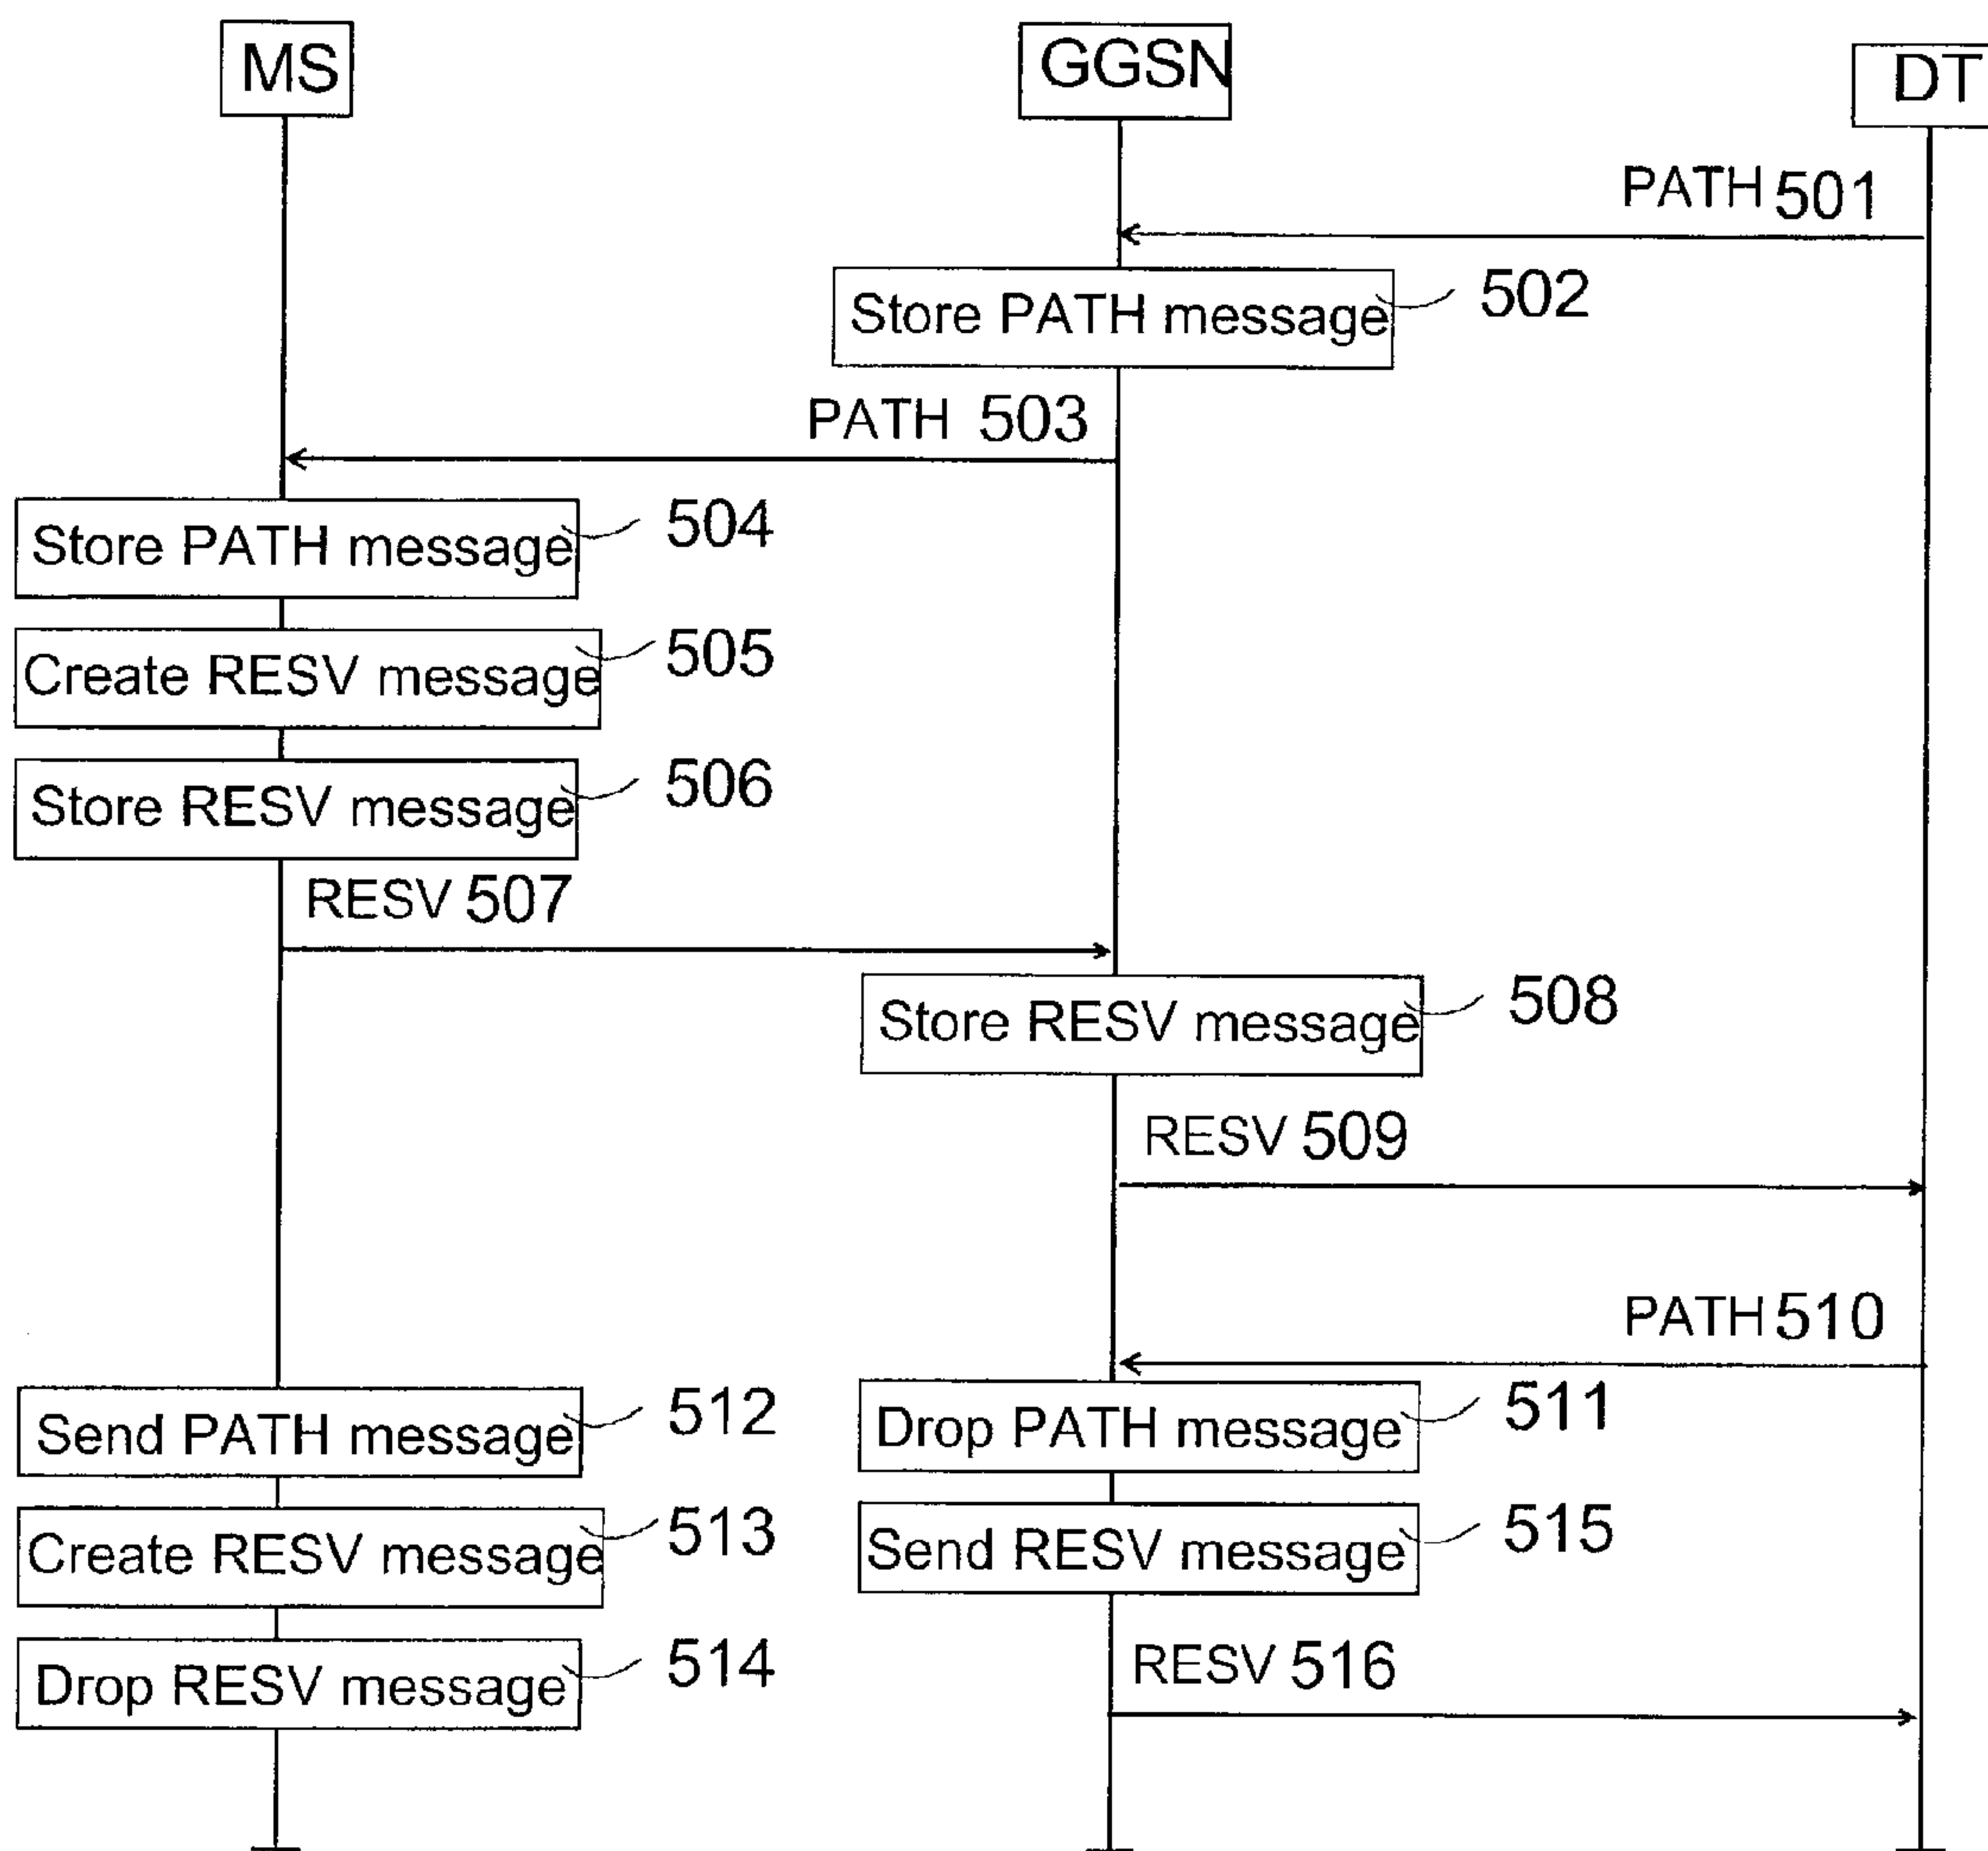 MS
GGSN
DT
PATH 501
Store PATH message 502
PATH 503
Store PATH message 504
Create RESV message 505
Store RESV message 506
RESV 507
Store RESV message 508
RESV 509
PATH 510
Send PATH message 512
Drop PATH message 511
Create RESV message 513
Send RESV message 515
Drop RESV message 514
RESV 516